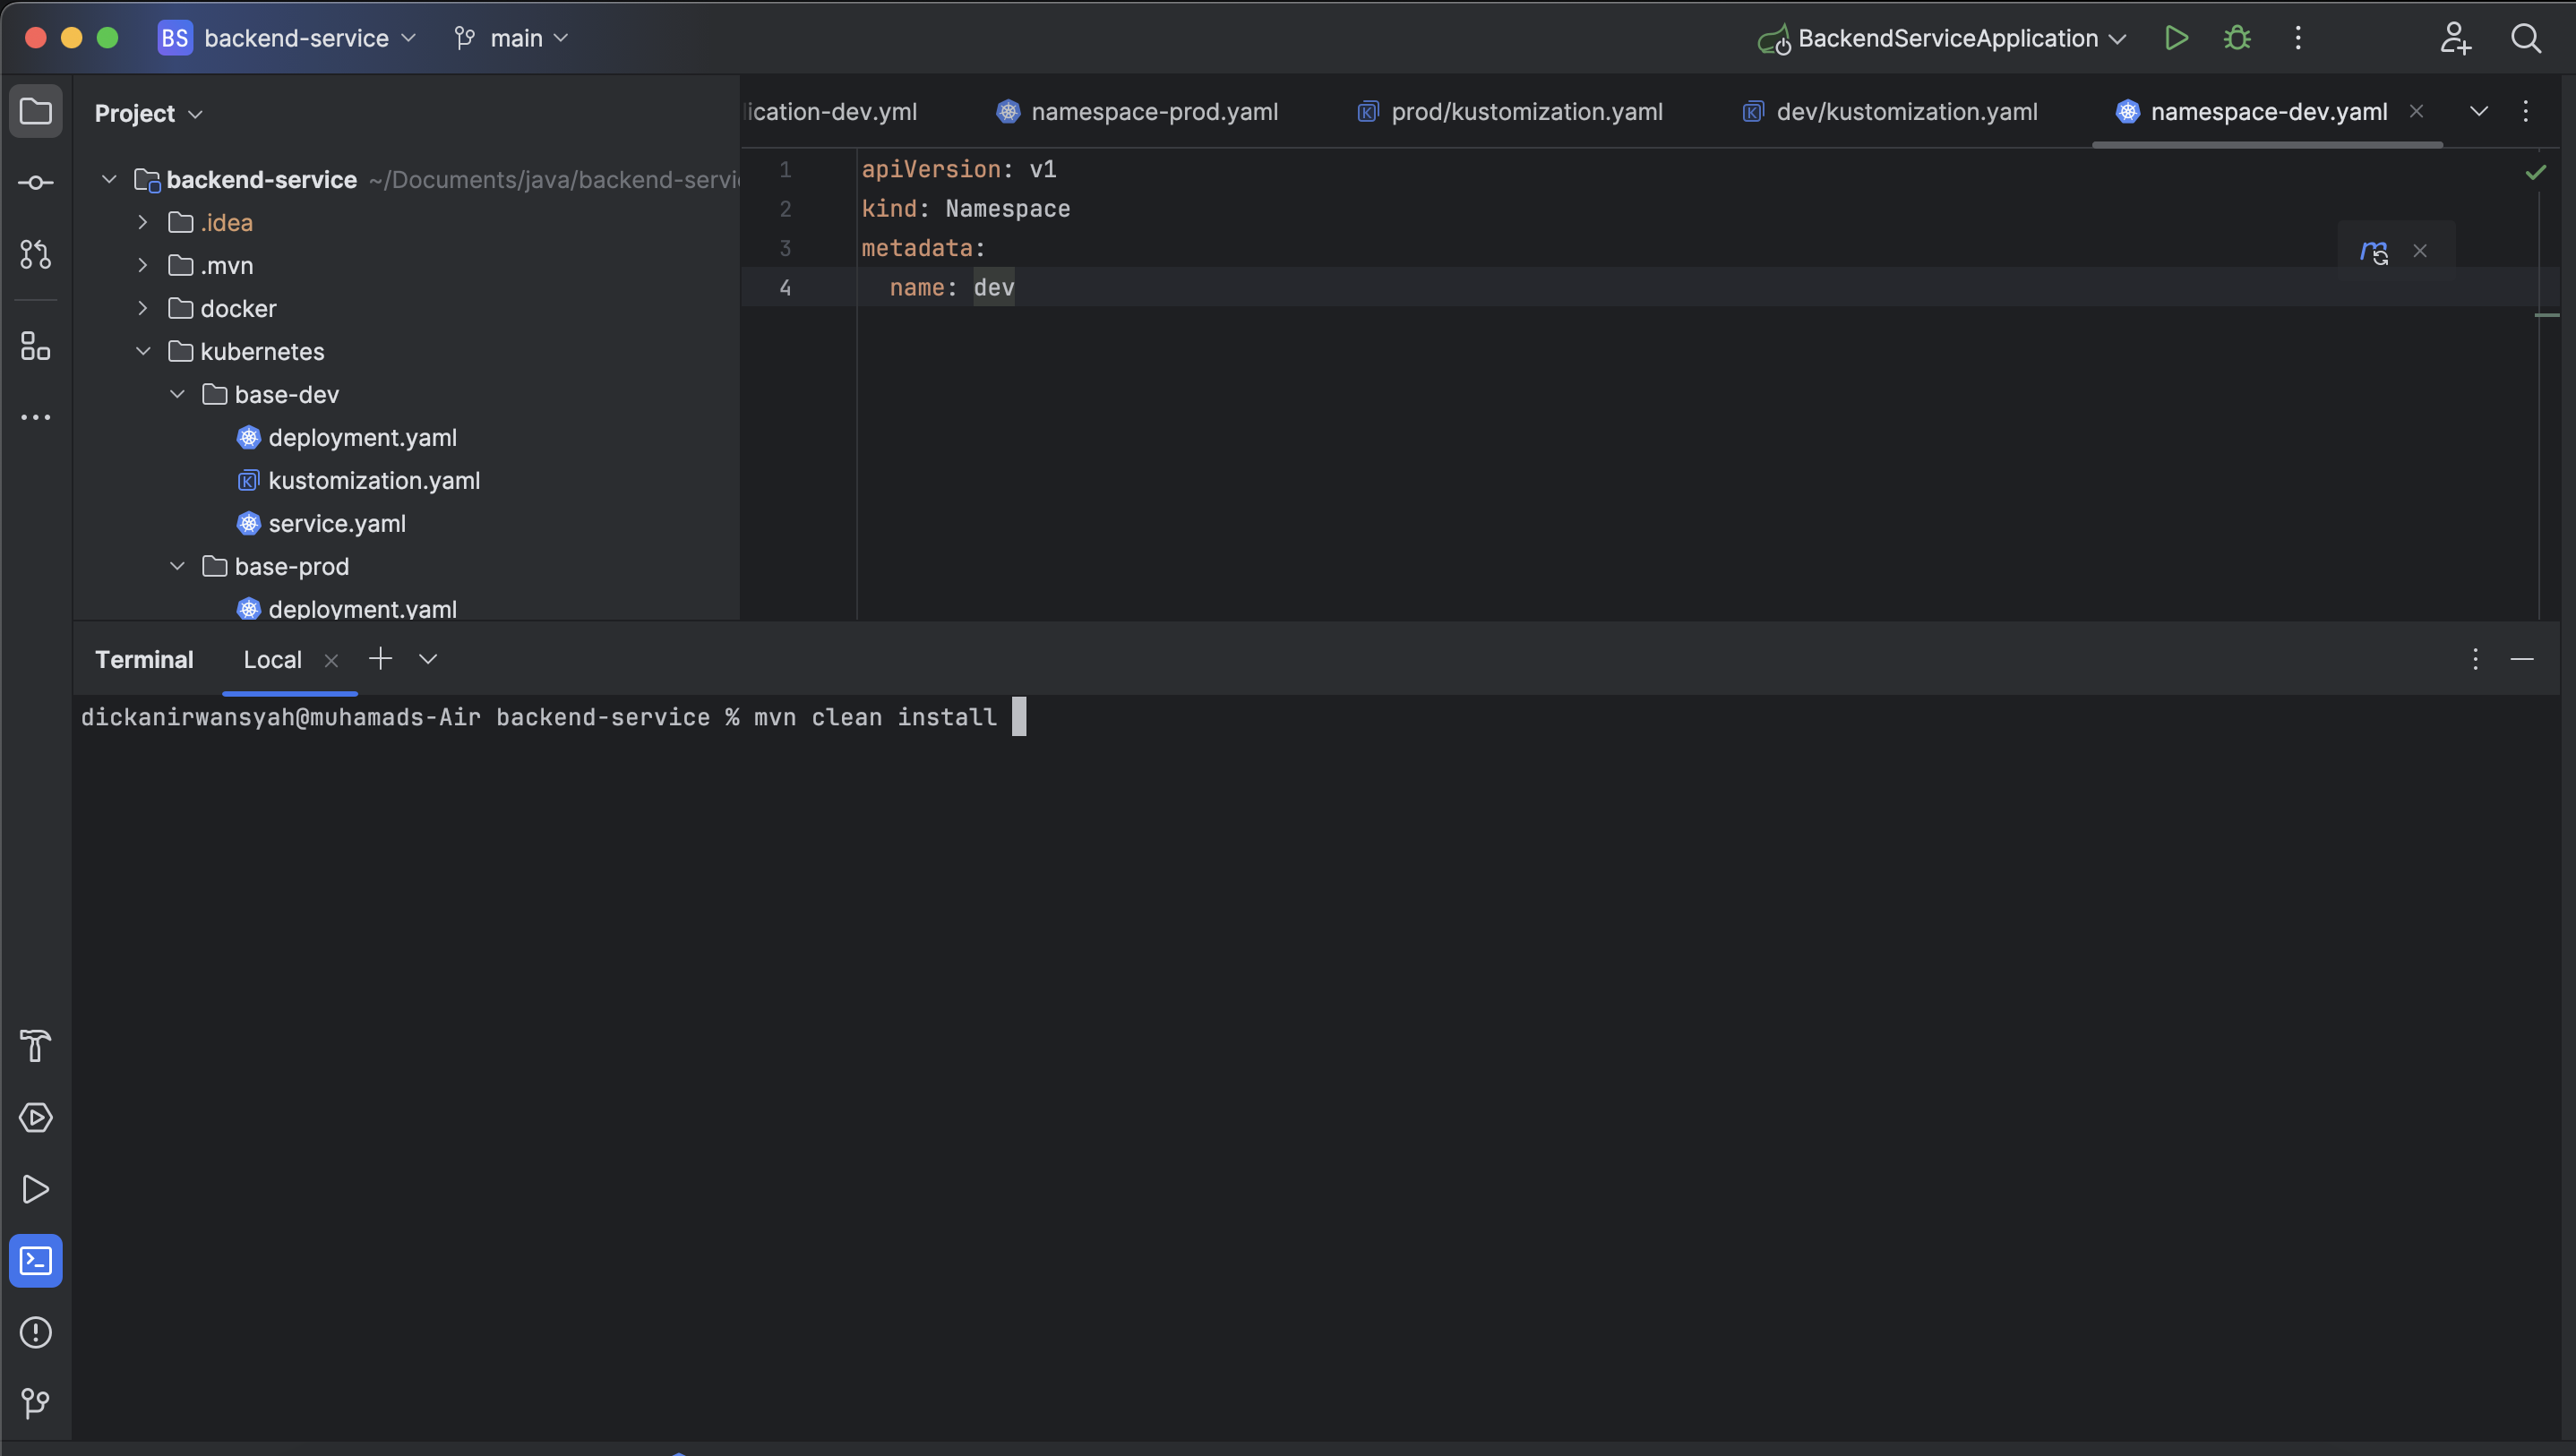 BS backend-service main BackendServiceApplication
Project
backend-service ~/Documents/java/backend-servi
.idea
.mvn
docker
kubernetes
base-dev
deployment.yaml
kustomization.yaml
service.yaml
base-prod
deployment.yaml
ication-dev.yml namespace-prod.yaml prod/kustomization.yaml dev/kustomization.yaml namespace-dev.yaml
1 apiVersion: v1
2 kind: Namespace
3 metadata:
4 name: dev
Terminal Local
dickanirwansyah@muhamads-Air backend-service % mvn clean install